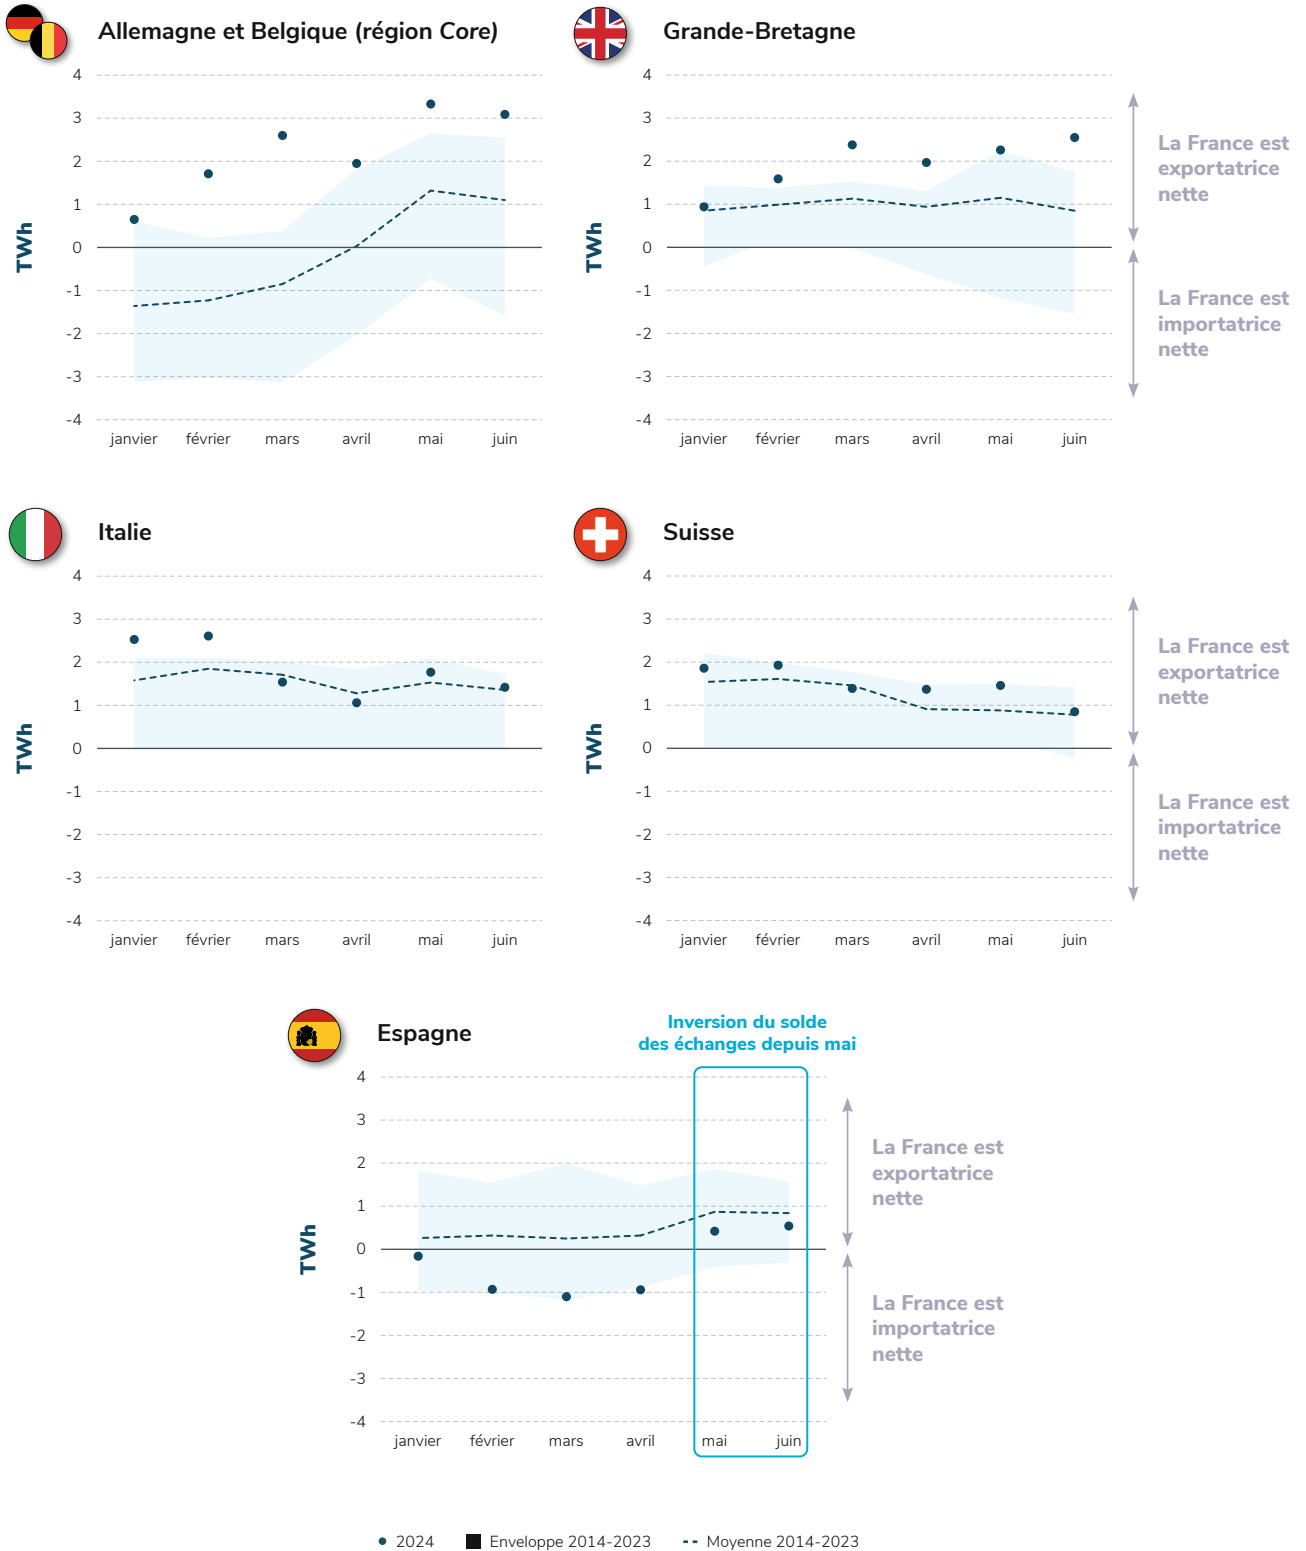 Allemagne et Belgique (région Core)
TWh
4
3
2
1
0
-1
-2
-3
-4
janvier février mars avril mai juin
Grande-Bretagne
TWh
4
3
2
1
0
-1
-2
-3
-4
janvier février mars avril mai juin
La France est
exportatrice
nette
La France est
importatrice
nette
Italie
TWh
4
3
2
1
0
-1
-2
-3
-4
janvier février mars avril mai juin
Suisse
TWh
4
3
2
1
0
-1
-2
-3
-4
janvier février mars avril mai juin
La France est
exportatrice
nette
La France est
importatrice
nette
Espagne
Inversion du solde
des échanges depuis mai
TWh
4
3
2
1
0
-1
-2
-3
-4
janvier février mars avril mai juin
La France est
exportatrice
nette
La France est
importatrice
nette
2024 Enveloppe 2014-2023 Moyenne 2014-2023